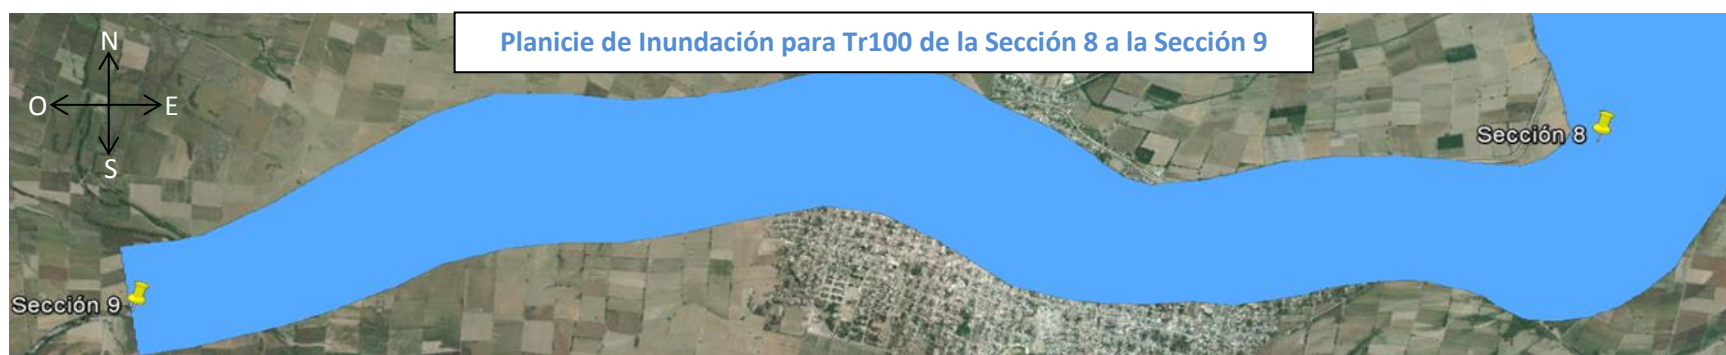 Planicie de Inundación para Tr100 de la Sección 8 a la Sección 9
N
O E
S
Sección 8
Sección 9